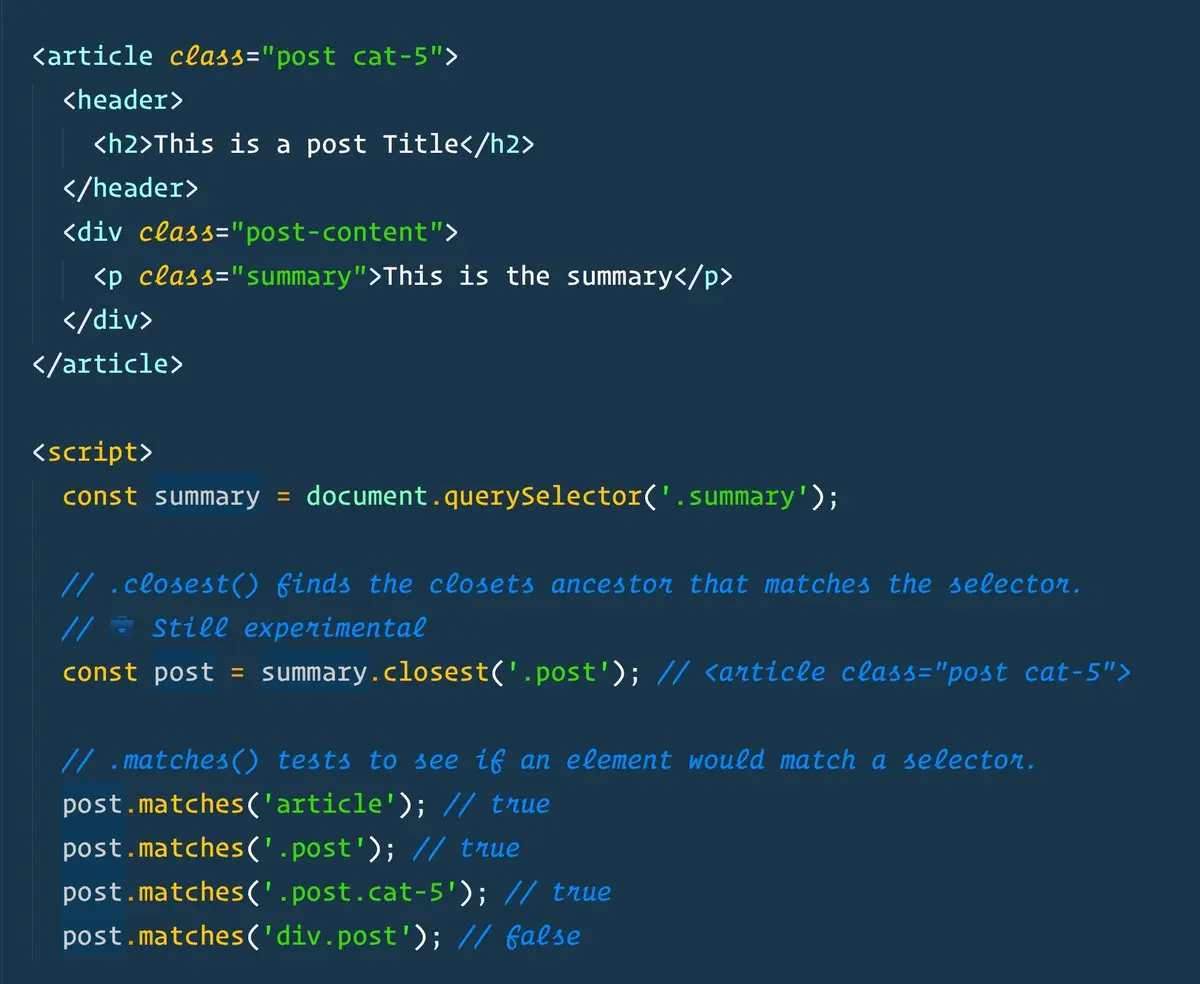 <article class="post cat-5">
<header>
<h2>This is a post Title</h2>
</header>
<div class="post-content">
<p class="summary">This is the summary</p>
</div>
</article>
<script>
const summary = document.querySelector('.summary');
// .closest() finds the closets ancestor that matches the selector.
// 💼 Still experimental
const post = summary.closest('.post'); // <article class="post cat-5">
// .matches() tests to see if an element would match a selector.
post.matches('article'); // true
post.matches('.post'); // true
post.matches('.post.cat-5'); // true
post.matches('div.post'); // false